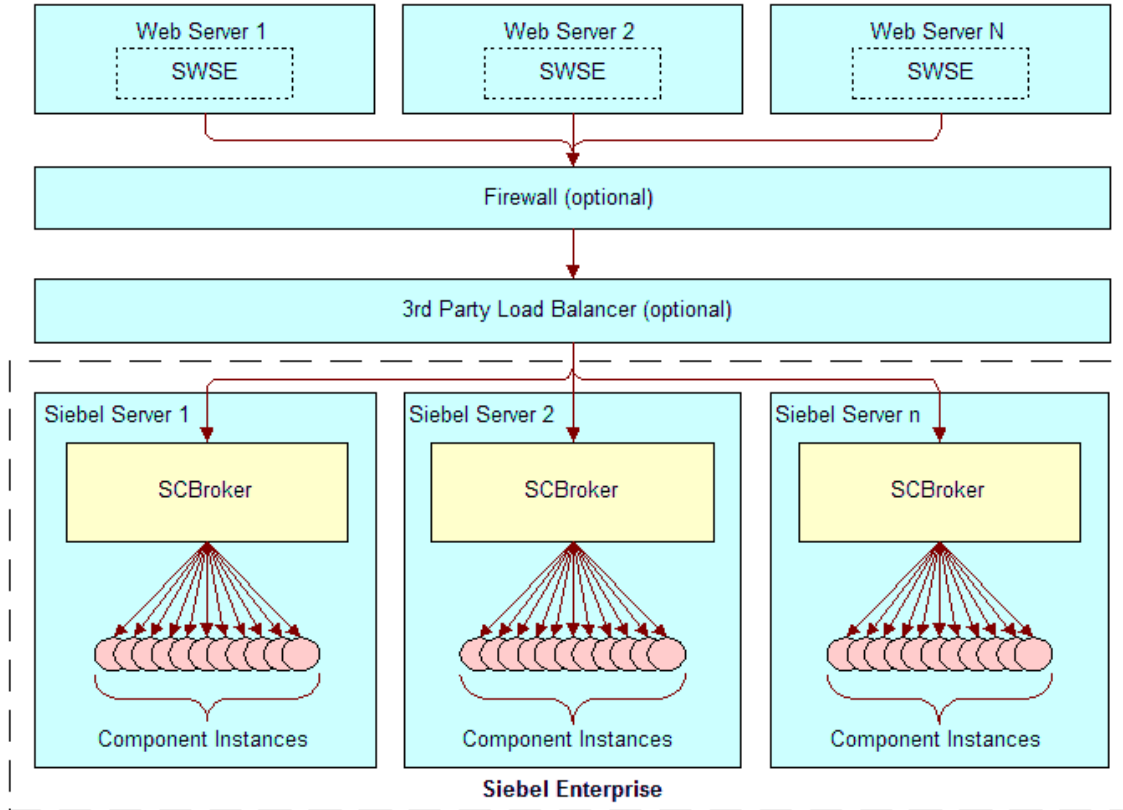 Web Server 1
Web Server 2
Web Server N
SWSE
SWSE
SWSE
Firewall (optional)
3rd Party Load Balancer (optional)
Siebel Server 1
Siebel Server 2
Siebel Server n
SCBroker
SCBroker
SCBroker
Component Instances
Component Instances
Component Instances
Siebel Enterprise